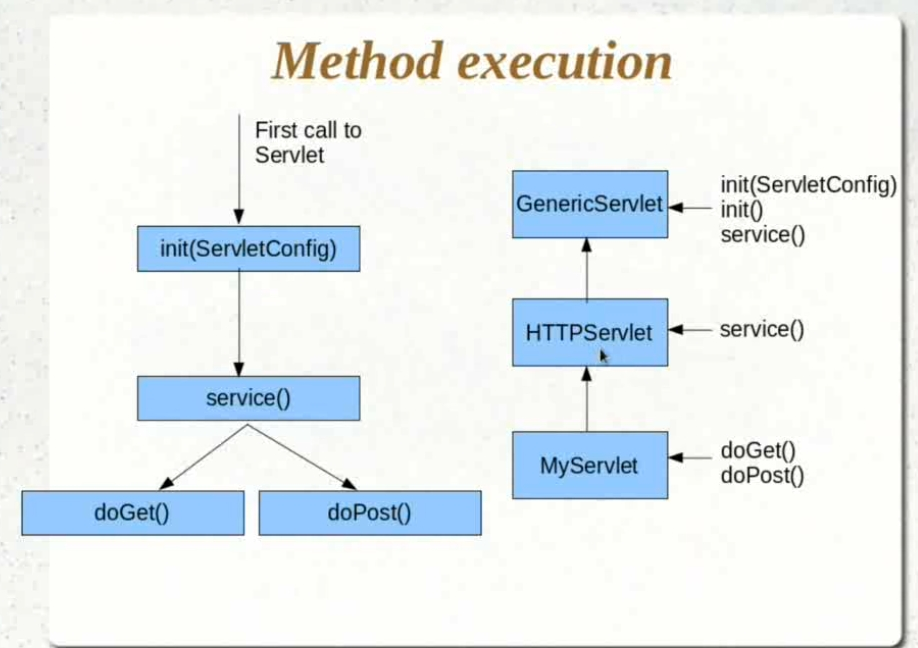 Method execution
First call to
Servlet
init(ServletConfig)
service()
doGet()
doPost()
GenericServlet
init(ServletConfig)
init()
service()
HTTPServlet
service()
MyServlet
doGet()
doPost()